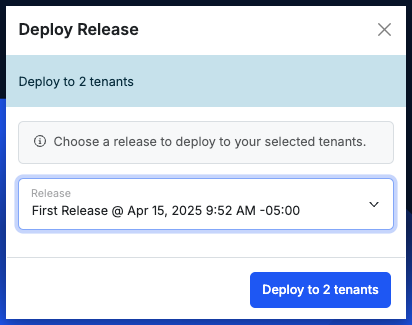 Deploy Release
Deploy to 2 tenants
Choose a release to deploy to your selected tenants.
Release
First Release @ Apr 15, 2025 9:52 AM -05:00
Deploy to 2 tenants